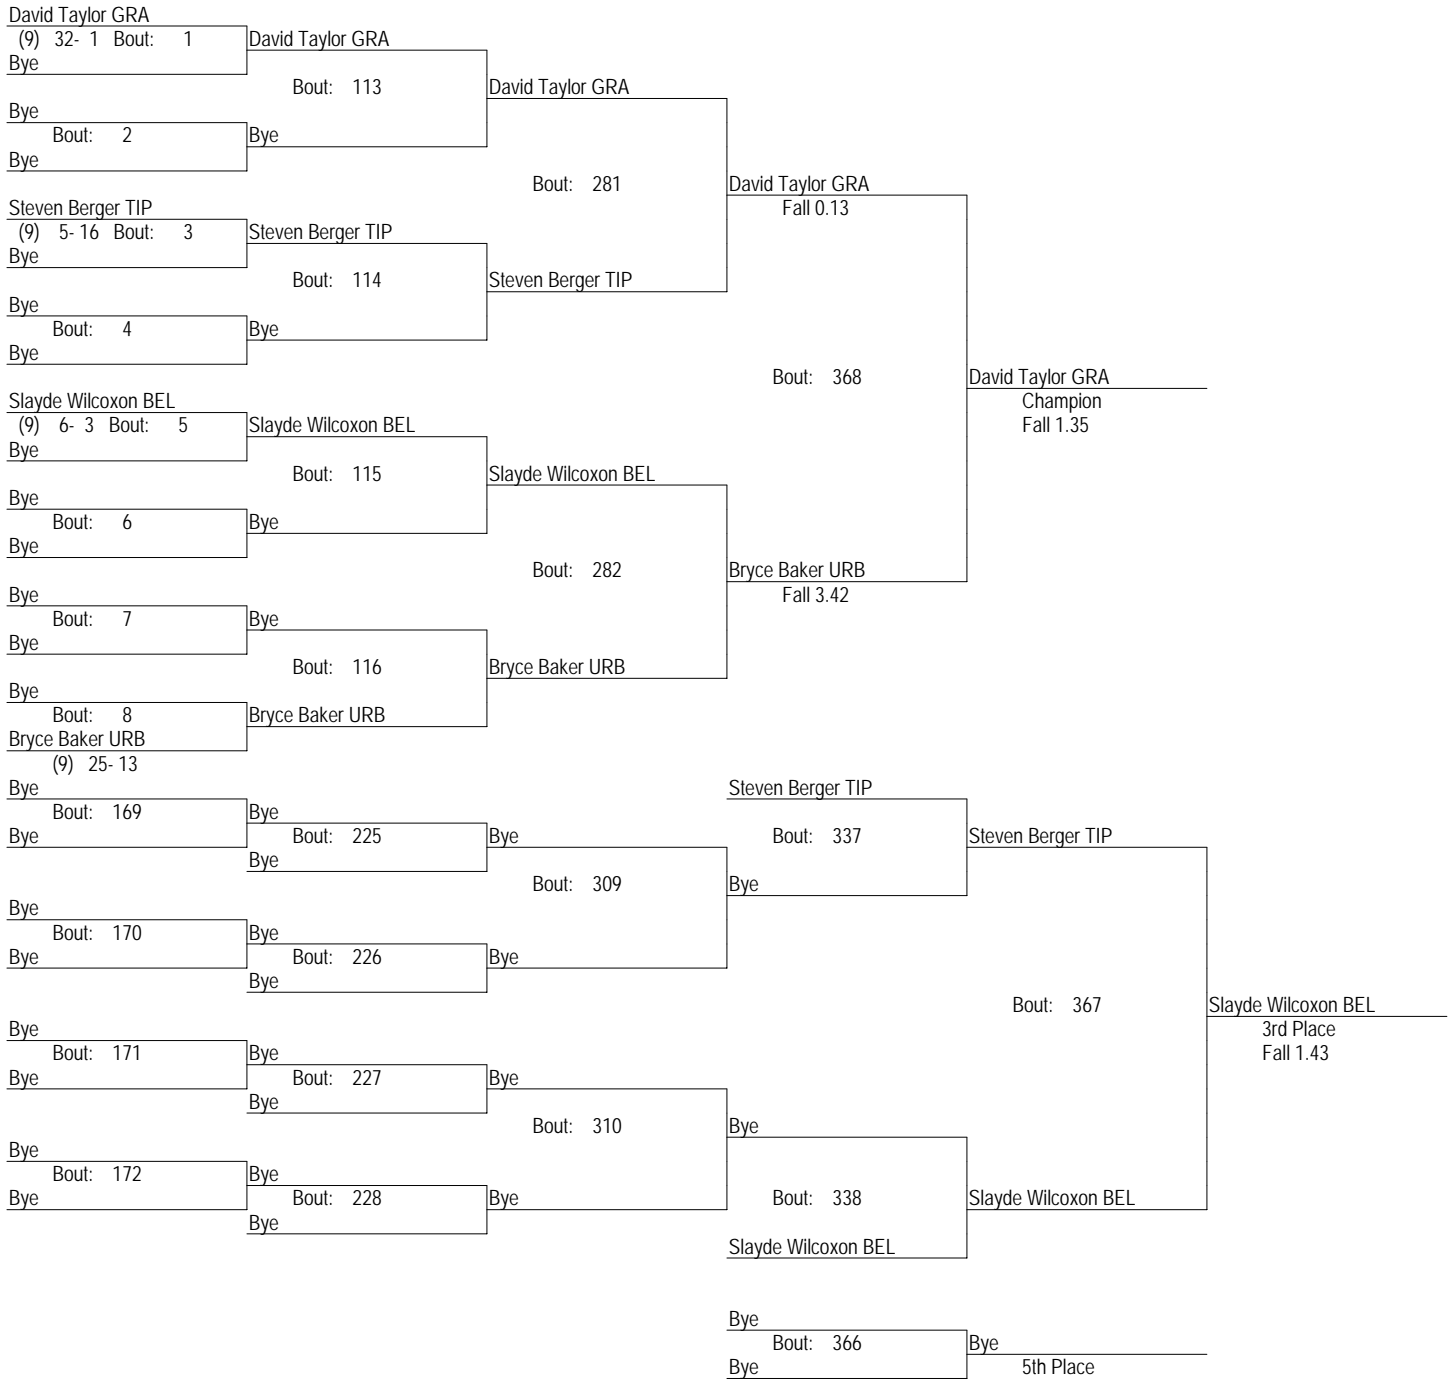 David Taylor GRA
(9) 32- 1 Bout: 1 David Taylor GRA
Bye
Bout: 113 David Taylor GRA
Bye
Bout: 2 Bye
Bye
Bout: 281 David Taylor GRA
Fall 0.13
Steven Berger TIP
(9) 5- 16 Bout: 3 Steven Berger TIP
Bye
Bout: 114 Steven Berger TIP
Bye
Bout: 4 Bye
Bye
Bout: 368 David Taylor GRA
Champion
Fall 1.35
Slayde Wilcoxon BEL
(9) 6- 3 Bout: 5 Slayde Wilcoxon BEL
Bye
Bout: 115 Slayde Wilcoxon BEL
Bye
Bout: 6 Bye
Bye
Bout: 282 Bryce Baker URB
Fall 3.42
Bye
Bout: 7 Bye
Bye
Bout: 116 Bryce Baker URB
Bye
Bout: 8 Bryce Baker URB
Bryce Baker URB
(9) 25- 13
Bye Steven Berger TIP
Bout: 169 Bye
Bye Bout: 225 Bye Bout: 337 Steven Berger TIP
Bye
Bout: 309 Bye
Bye
Bout: 170 Bye
Bye Bout: 226 Bye
Bye
Bout: 367 Slayde Wilcoxon BEL
3rd Place
Fall 1.43
Bye
Bout: 171 Bye
Bye Bout: 227 Bye
Bye
Bout: 310 Bye
Bye
Bout: 172 Bye
Bye Bout: 228 Bye Bout: 338 Slayde Wilcoxon BEL
Bye
Slayde Wilcoxon BEL
Bye
Bout: 366 Bye
Bye 5th Place